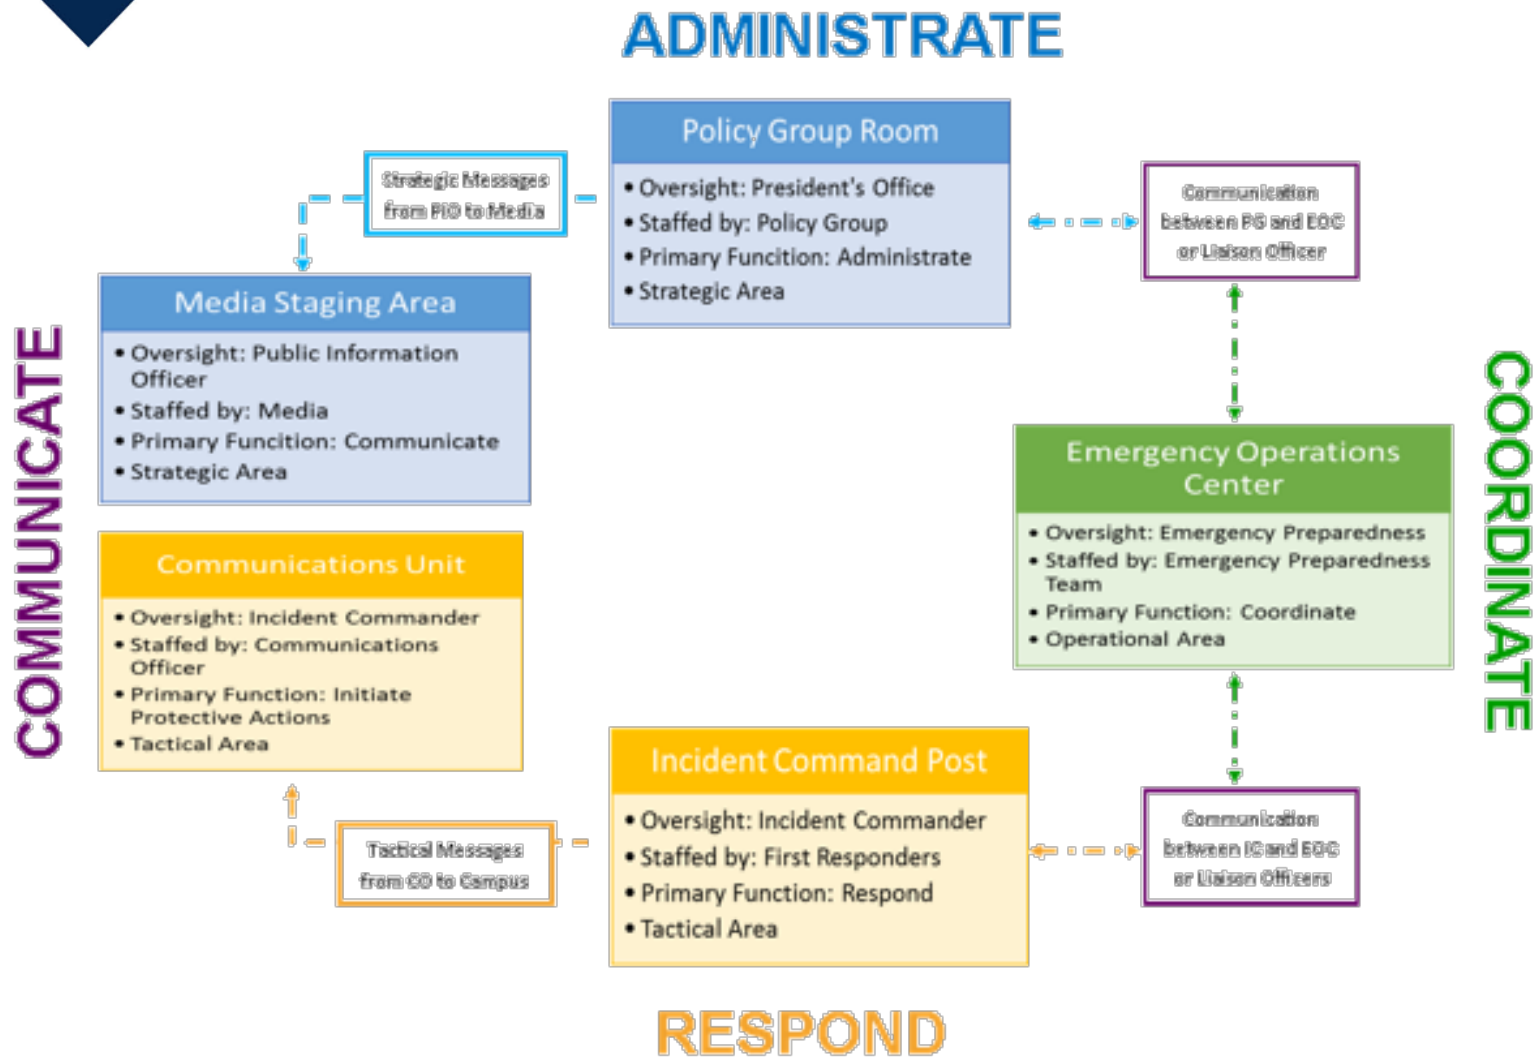 ADMINISTRATE
Policy Group Room
• Oversight: President's Office
• Staffed by: Policy Group
• Primary Funcition: Administrate
• Strategic Area
Strategic Messages
from PIO to Media
Communication
between PG and EOC
or Liaison Officer
Media Staging Area
• Oversight: Public Information
Officer
• Staffed by: Media
• Primary Funcition: Communicate
• Strategic Area
COMMUNICATE
COORDINATE
Emergency Operations
Center
• Oversight: Emergency Preparedness
• Staffed by: Emergency Preparedness
Team
• Primary Function: Coordinate
• Operational Area
Communications Unit
• Oversight: Incident Commander
• Staffed by: Communications
Officer
• Primary Function: Initiate
Protective Actions
• Tactical Area
Incident Command Post
• Oversight: Incident Commander
• Staffed by: First Responders
• Primary Function: Respond
• Tactical Area
Tactical Messages
from CO to Campus
Communication
between IC and EOC
or Liaison Officers
RESPOND